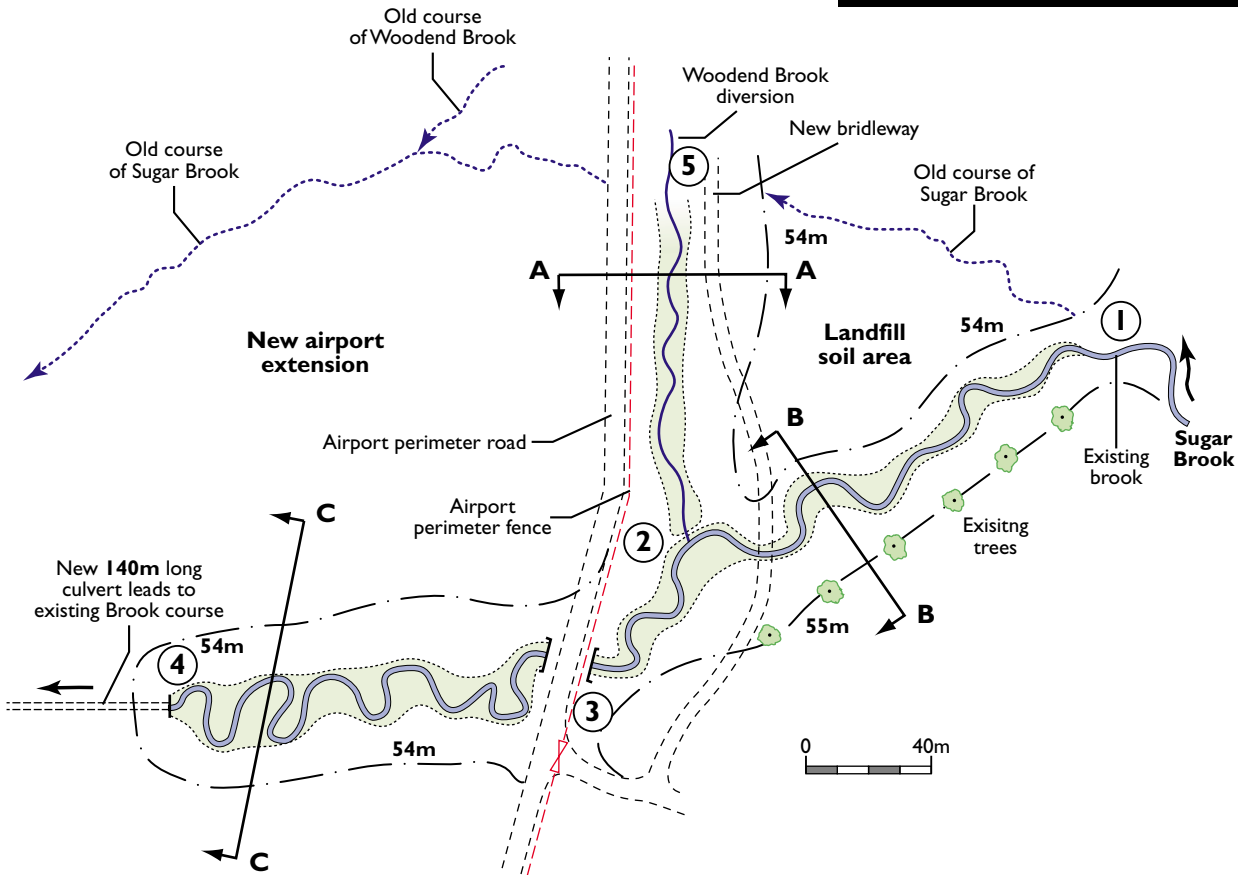 Old course
of Woodend Brook
Woodend Brook
diversion
New bridleway
Old course
of Sugar Brook
5
Old course of
Sugar Brook
54m
A
A
New airport
extension
Landfill
soil area
54m
1
Airport perimeter road
B
Existing
brook
Sugar
Brook
Airport
perimeter fence
C
2
Exisitng
trees
New 140m long
culvert leads to
existing Brook course
B
55m
54m
4
3
54m
0
40m
C